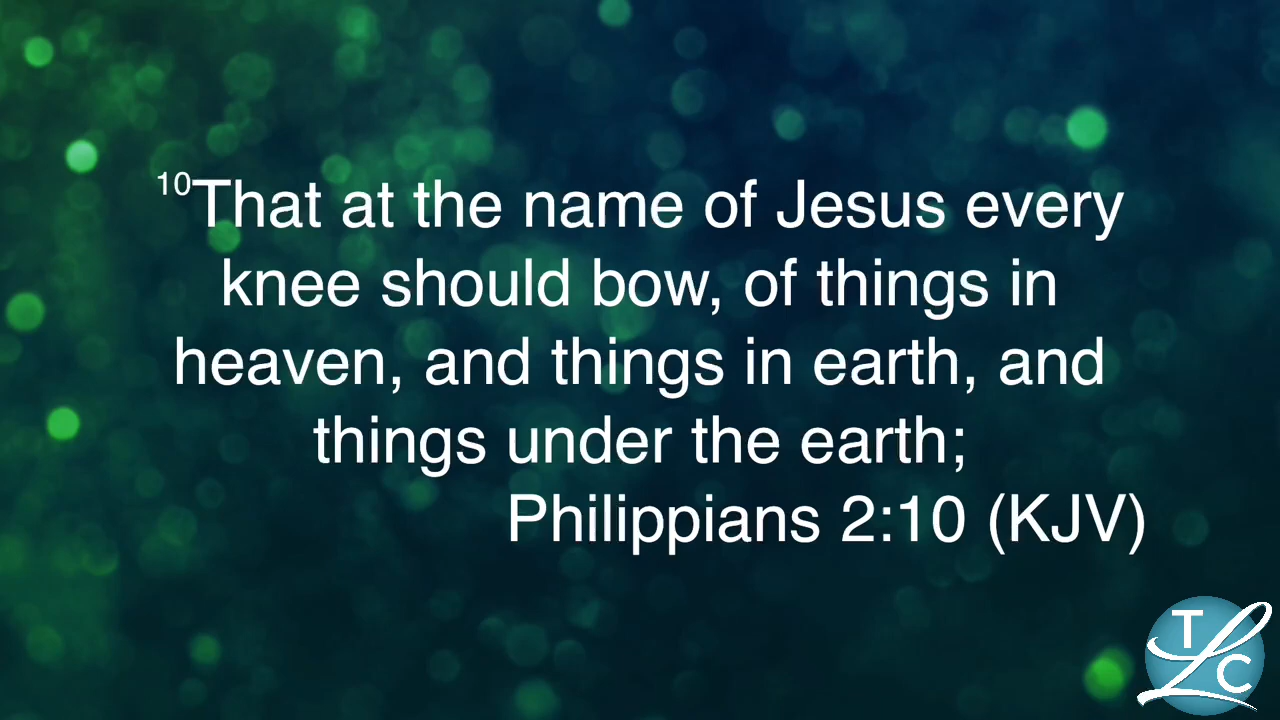 ¹⁰That at the name of Jesus every
knee should bow, of things in
heaven, and things in earth, and
things under the earth;
Philippians 2:10 (KJV)
TLC